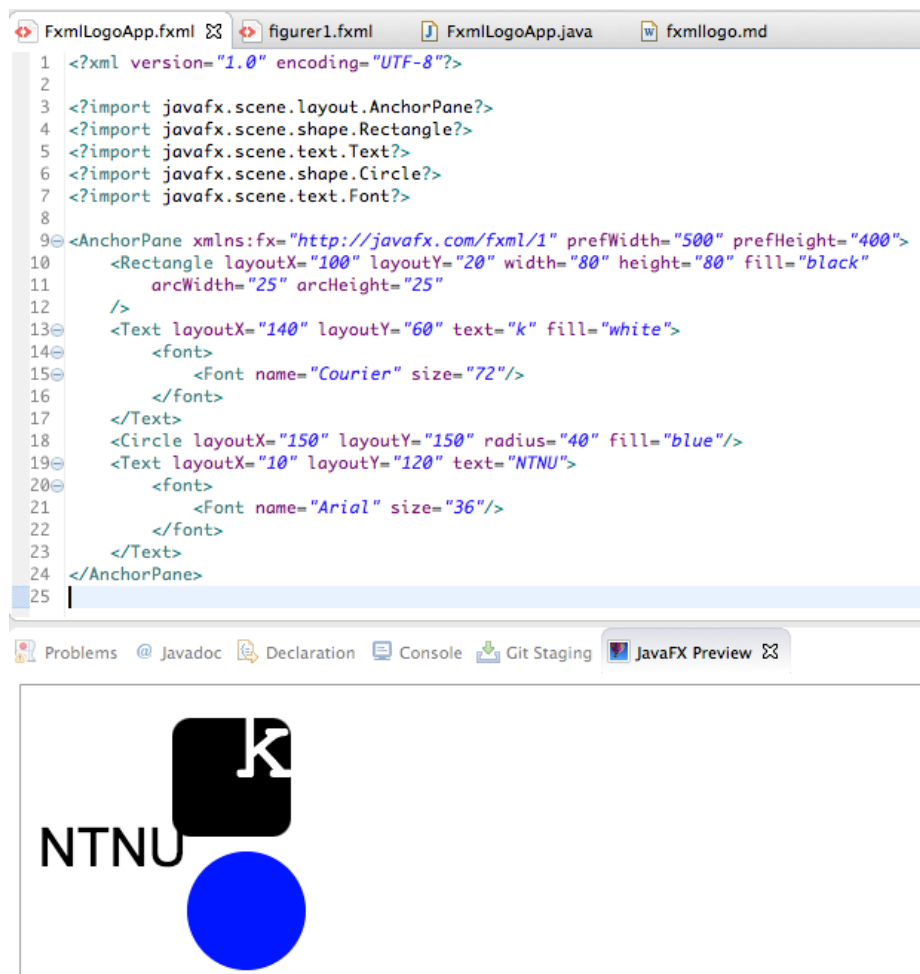 FxmlLogoApp.fxml figurer1.fxml FxmlLogoApp.java fxmllogo.md
1 <?xml version="1.0" encoding="UTF-8"?>
2
3 <?import javafx.scene.layout.AnchorPane?>
4 <?import javafx.scene.shape.Rectangle?>
5 <?import javafx.scene.text.Text?>
6 <?import javafx.scene.shape.Circle?>
7 <?import javafx.scene.text.Font?>
8
9 <AnchorPane xmlns:fx="http://javafx.com/fxml/1" prefWidth="500" prefHeight="400">
10     <Rectangle layoutX="100" layoutY="20" width="80" height="80" fill="black"
11         arcWidth="25" arcHeight="25"
12     />
13     <Text layoutX="140" layoutY="60" text="k" fill="white">
14         <font>
15             <Font name="Courier" size="72"/>
16         </font>
17     </Text>
18     <Circle layoutX="150" layoutY="150" radius="40" fill="blue"/>
19     <Text layoutX="10" layoutY="120" text="NTNU">
20         <font>
21             <Font name="Arial" size="36"/>
22         </font>
23     </Text>
24 </AnchorPane>
25
Problems @ Javadoc Declaration Console Git Staging JavaFX Preview
k
NTNU